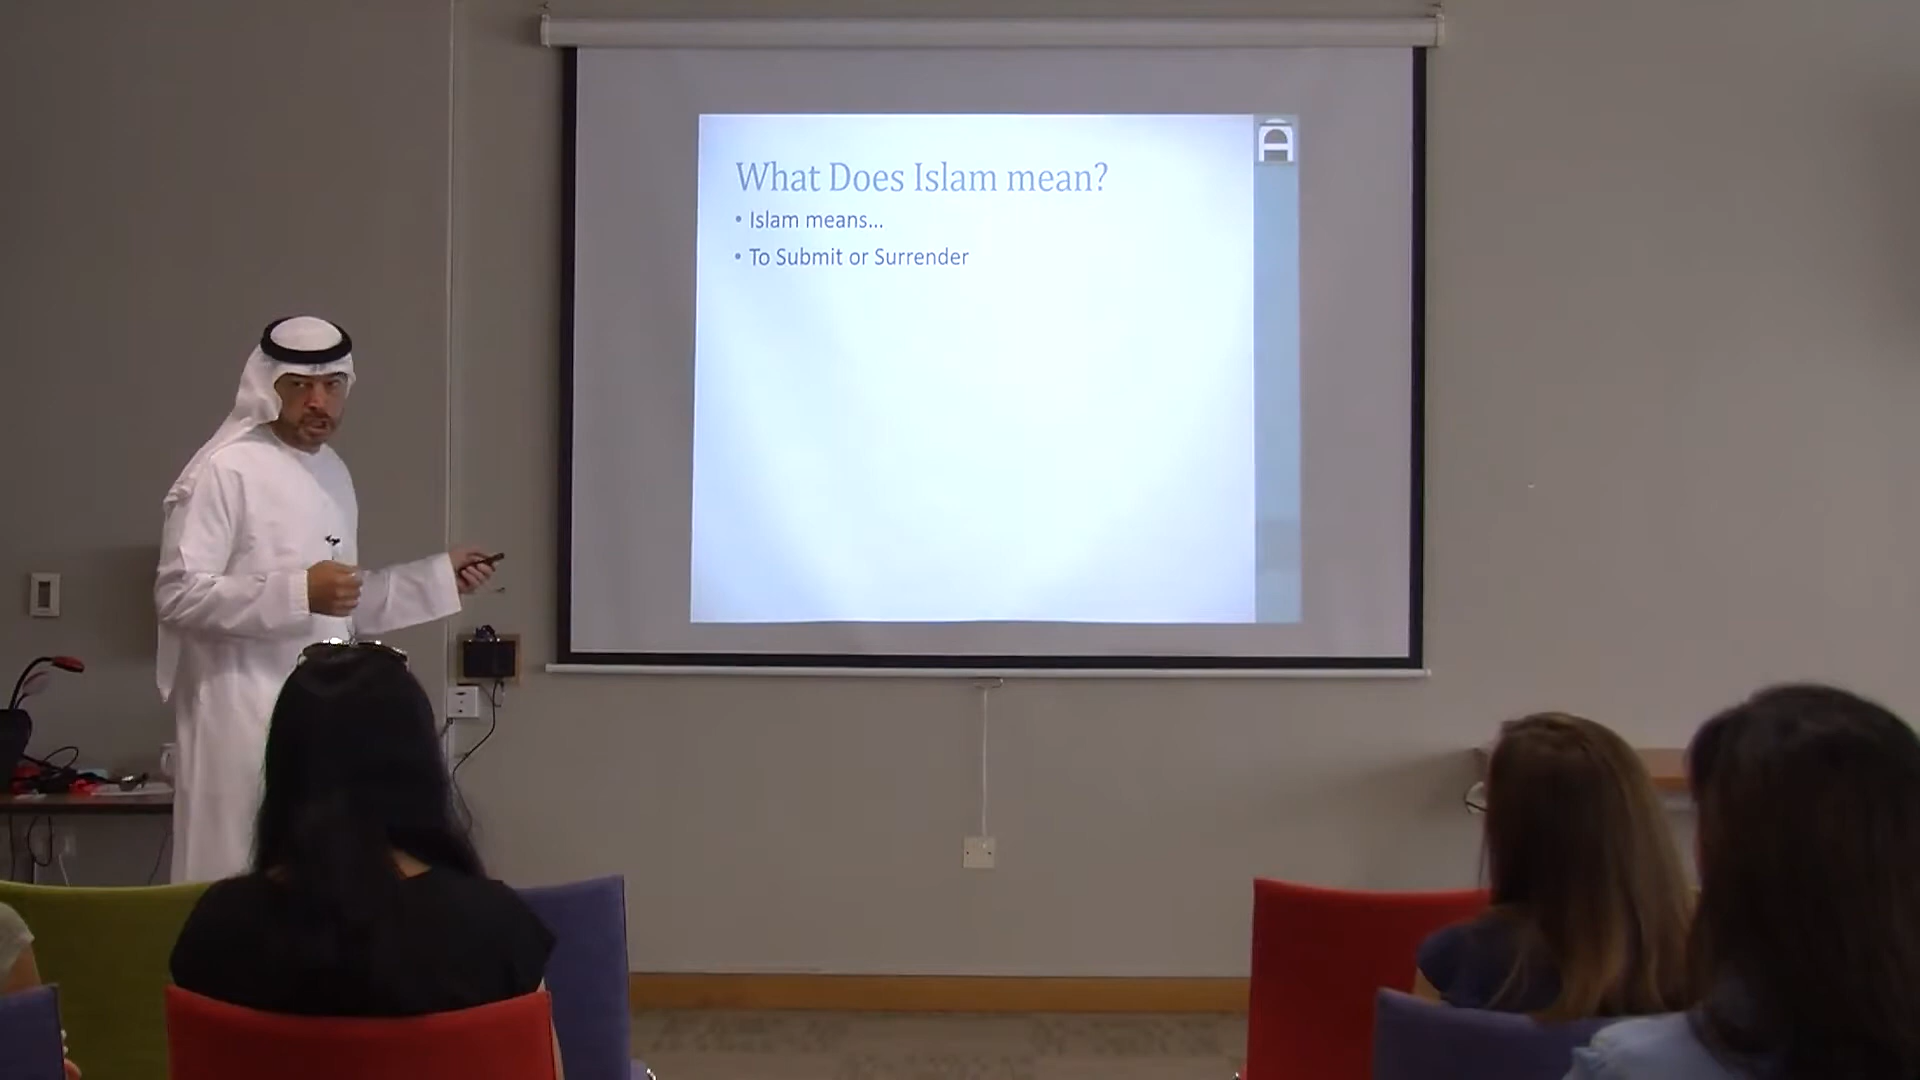 What Does Islam mean?
• Islam means...
• To Submit or Surrender